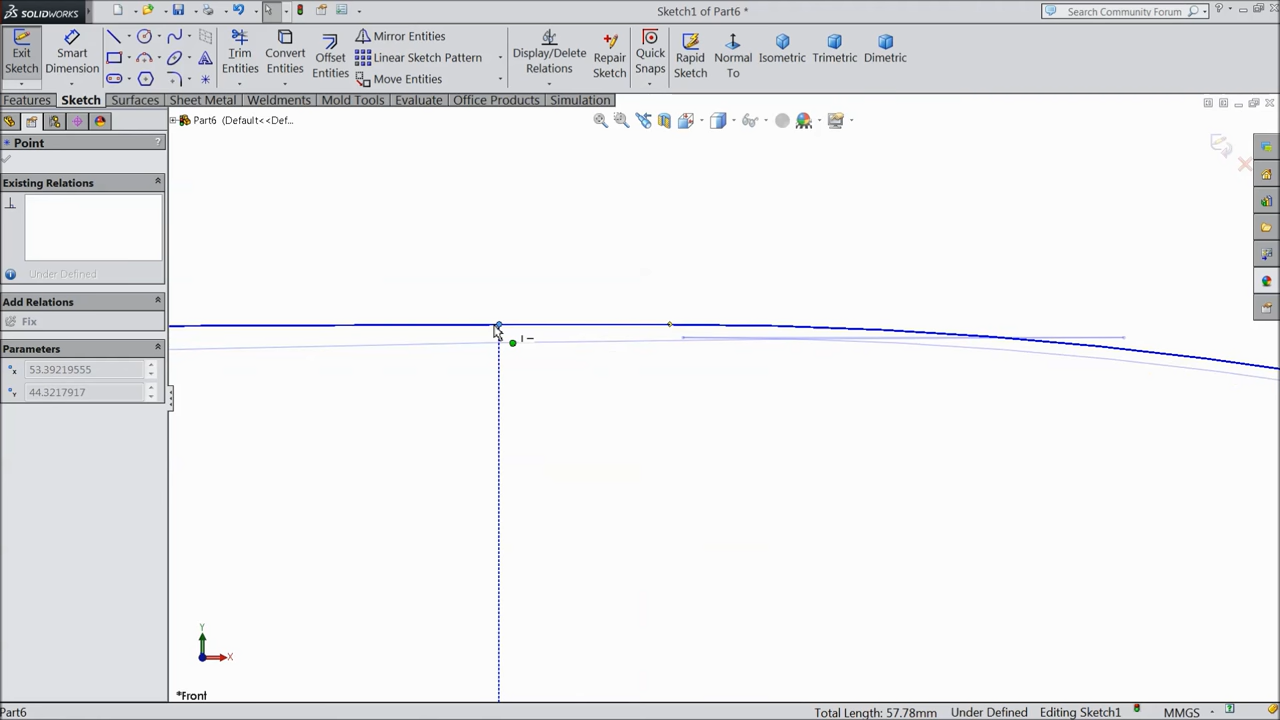 SOLIDWORKS
Sketch1 of Part6 *
Search Community Forum
?
Exit Sketch
Smart Dimension
Trim Entities
Convert Entities
Offset Entities
Mirror Entities
Linear Sketch Pattern
Move Entities
Display/Delete Relations
Repair Sketch
Quick Snaps
Rapid Sketch
Normal To
Isometric
Trimetric
Dimetric
Features
Sketch
Surfaces
Sheet Metal
Weldments
Mold Tools
Evaluate
Office Products
Simulation
Part6 (Default<<Def...
Point
?
Existing Relations
Under Defined
Add Relations
Fix
Parameters
53.39219555
44.3217917
Y
X
*Front
Part6
Total Length: 57.78mm
Under Defined
Editing Sketch1
MMGS
?